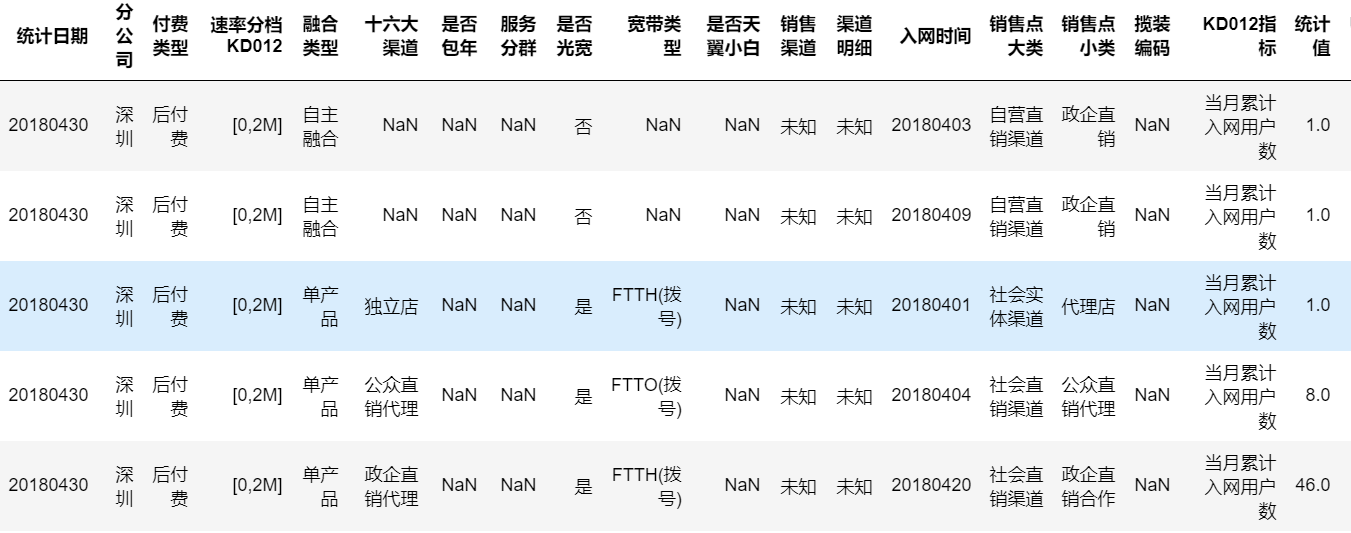 统计日期 分公司 付费类型 速率分档KD012 融合类型 十六大渠道 是否包年 服务分群 是否光宽 宽带类型 是否天翼小白 销售渠道 渠道明细 入网时间 销售点大类 销售点小类 揽装编码 KD012指标 统计值
20180430 深圳 后付费 [0,2M] 自主融合 NaN NaN NaN 否 NaN NaN 未知 未知 20180403 自营直销渠道 政企直销 NaN 当月累计入网用户数 1.0
20180430 深圳 后付费 [0,2M] 自主融合 NaN NaN NaN 否 NaN NaN 未知 未知 20180409 自营直销渠道 政企直销 NaN 当月累计入网用户数 1.0
20180430 深圳 后付费 [0,2M] 单产品 独立店 NaN NaN 是 FTTH(拨号) NaN 未知 未知 20180401 社会实体渠道 代理店 NaN 当月累计入网用户数 1.0
20180430 深圳 后付费 [0,2M] 单产品 公众直销代理 NaN NaN 是 FTTO(拨号) NaN 未知 未知 20180404 社会直销渠道 公众直销代理 NaN 当月累计入网用户数 8.0
20180430 深圳 后付费 [0,2M] 单产品 政企直销代理 NaN NaN 是 FTTH(拨号) NaN 未知 未知 20180420 社会直销渠道 政企直销合作 NaN 当月累计入网用户数 46.0